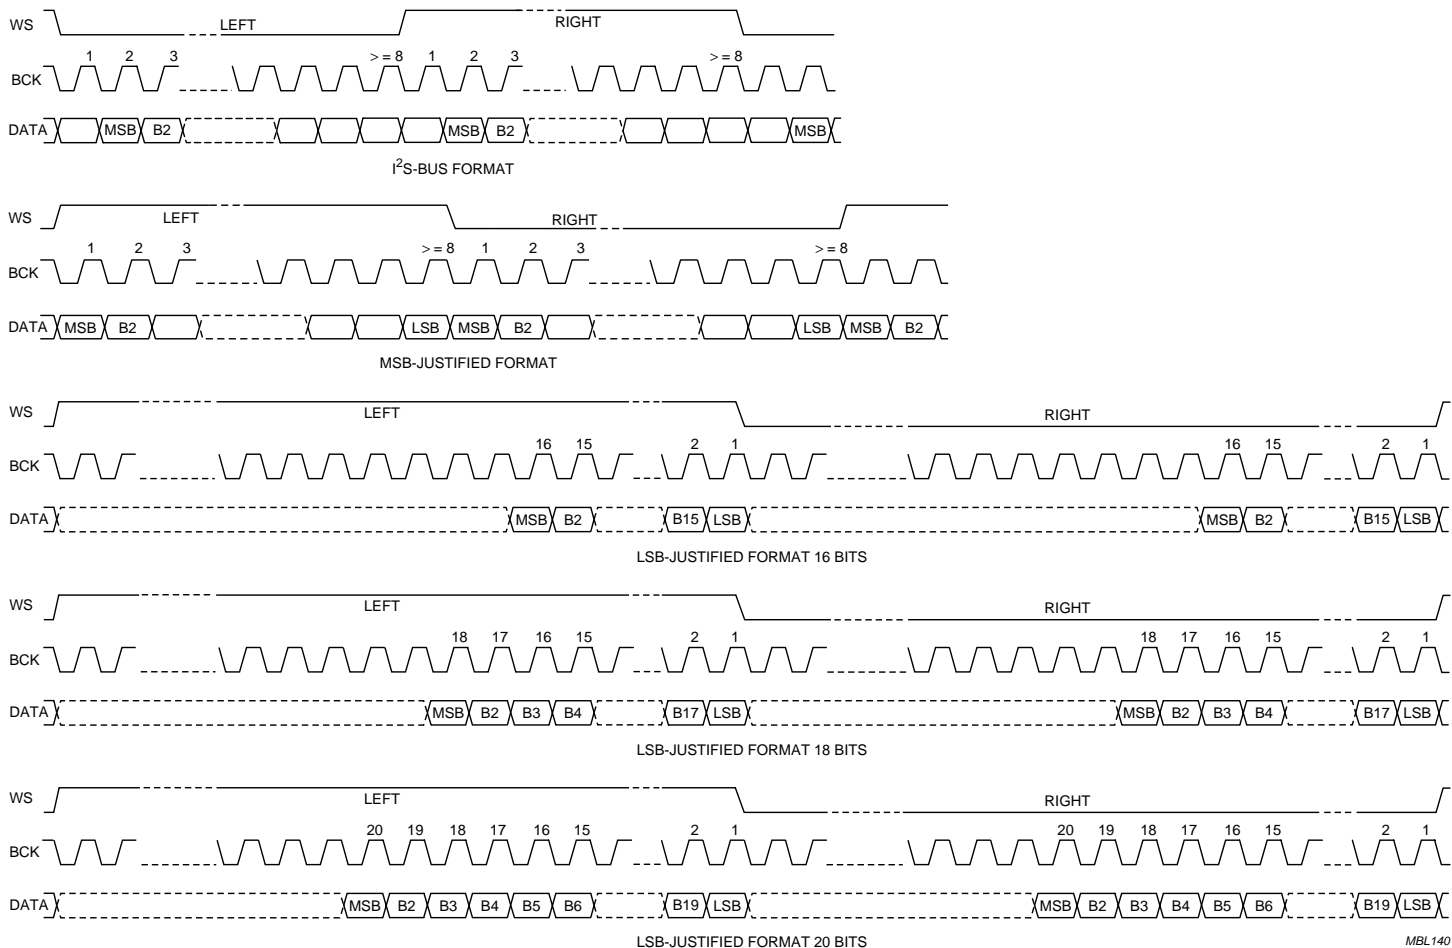 WS LEFT RIGHT
1 2 3 >=8 1 2 3 >=8
BCK
DATA MSB B2 MSB B2 MSB
I²S-BUS FORMAT
WS LEFT RIGHT
1 2 3 >=8 1 2 3 >=8
BCK
DATA MSB B2 LSB MSB B2 LSB MSB B2
MSB-JUSTIFIED FORMAT
WS LEFT RIGHT
16 15 2 1 16 15 2 1
BCK
DATA MSB B2 B15 LSB MSB B2 B15 LSB
LSB-JUSTIFIED FORMAT 16 BITS
WS LEFT RIGHT
18 17 16 15 2 1 18 17 16 15 2 1
BCK
DATA MSB B2 B3 B4 B17 LSB MSB B2 B3 B4 B17 LSB
LSB-JUSTIFIED FORMAT 18 BITS
WS LEFT RIGHT
20 19 18 17 16 15 2 1 20 19 18 17 16 15 2 1
BCK
DATA MSB B2 B3 B4 B5 B6 B19 LSB MSB B2 B3 B4 B5 B6 B19 LSB
LSB-JUSTIFIED FORMAT 20 BITS
MBL140